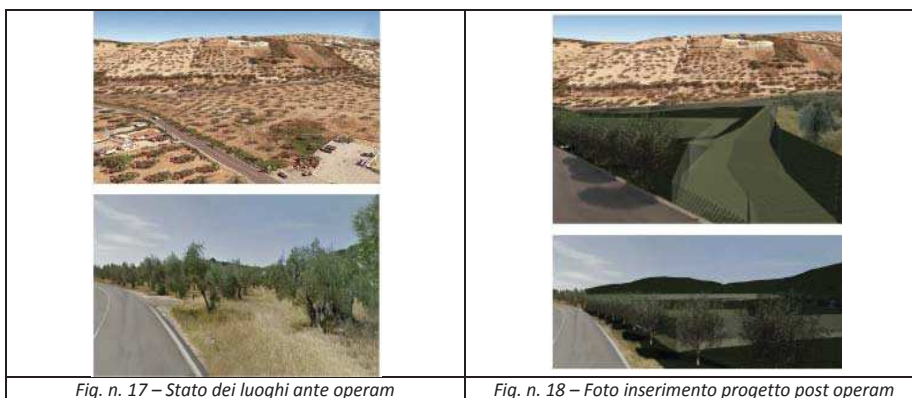 Fig. n. 17 – Stato dei luoghi ante operam
Fig. n. 18 – Foto inserimento progetto post operam